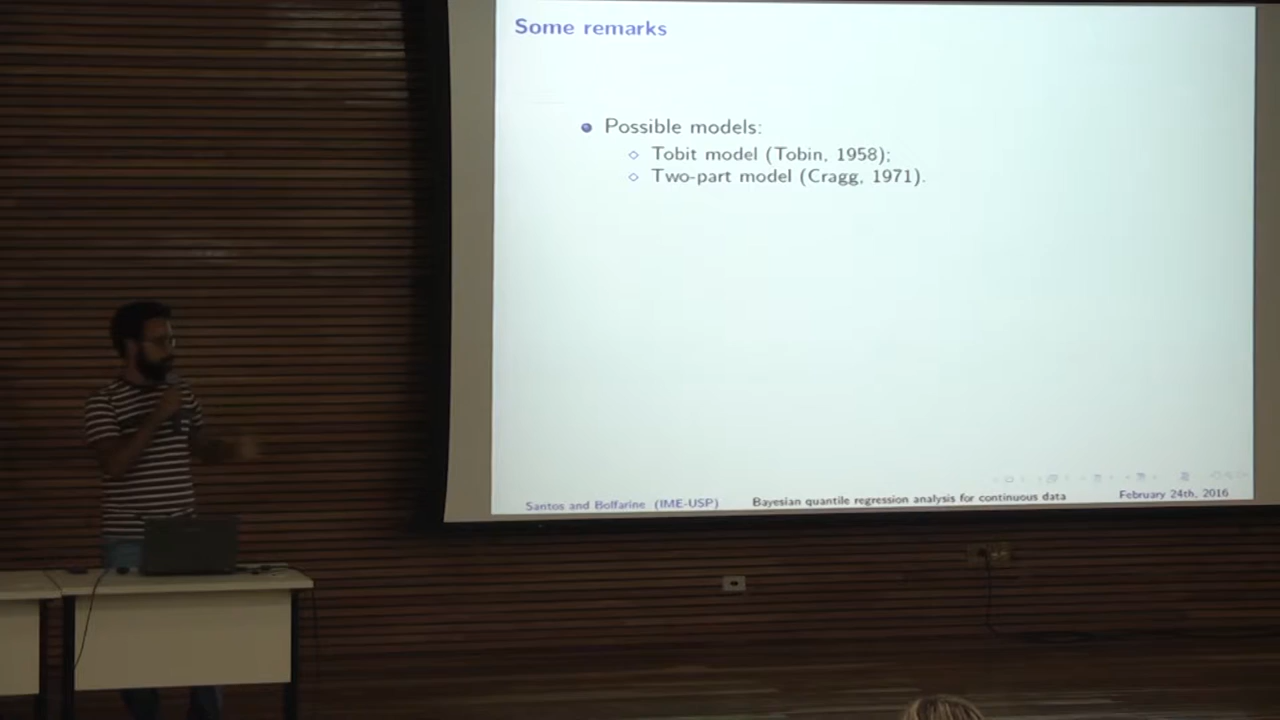 Some remarks
Possible models:
Tobit model (Tobin, 1958);
Two-part model (Cragg, 1971).
Santos and Bolfarine (IME-USP) Bayesian quantile regression analysis for continuous data February 24th, 2016